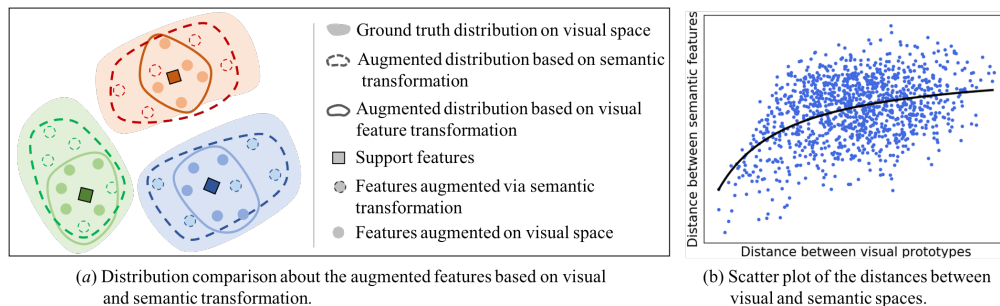 Ground truth distribution on visual space
Augmented distribution based on semantic
transformation
Augmented distribution based on visual
feature transformation
Support features
Features augmented via semantic
transformation
Features augmented on visual space
(a) Distribution comparison about the augmented features based on visual
and semantic transformation.
Distance between semantic features
Distance between visual prototypes
(b) Scatter plot of the distances between
visual and semantic spaces.